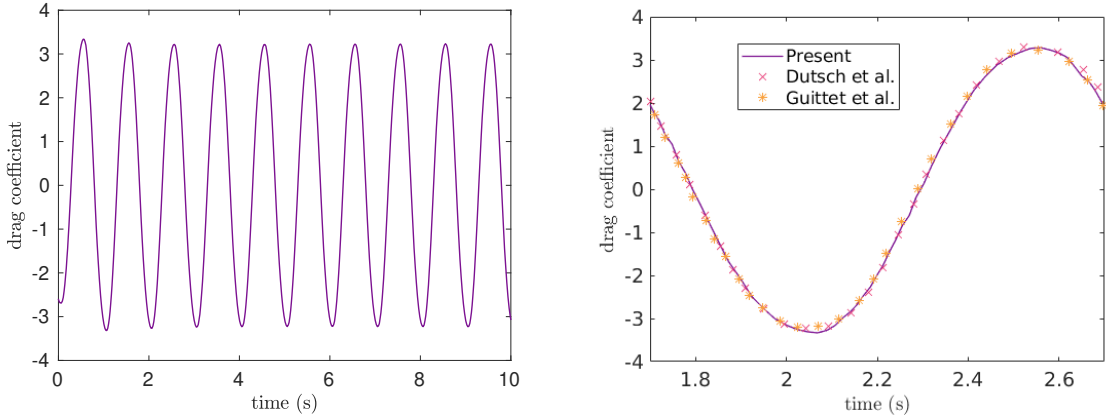 4
3
2
1
0
-1
-2
-3
-4
drag coefficient
0 2 4 6 8 10
time (s)
4
3
2
1
0
-1
-2
-3
-4
drag coefficient
Present
Dutsch et al.
Guittet et al.
1.8 2 2.2 2.4 2.6
time (s)